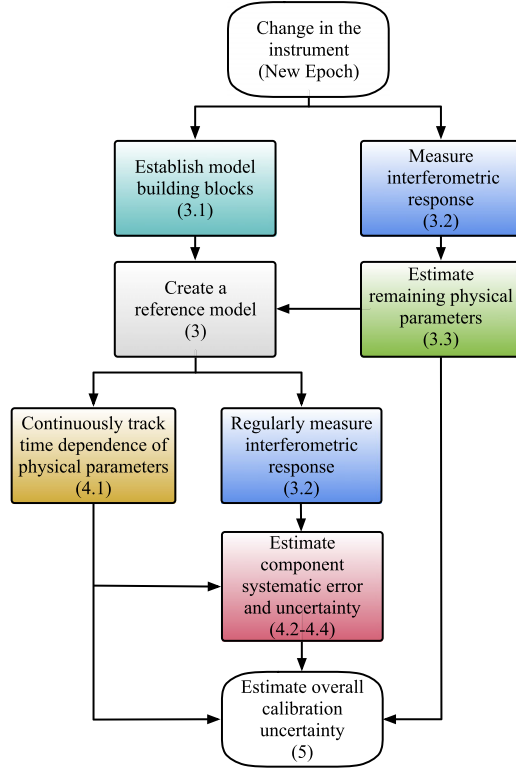 Change in the
instrument
(New Epoch)
Establish model
building blocks
(3.1)
Measure
interferometric
response
(3.2)
Create a
reference model
(3)
Estimate
remaining physical
parameters
(3.3)
Continuously track
time dependence of
physical parameters
(4.1)
Regularly measure
interferometric
response
(3.2)
Estimate
component
systematic error
and uncertainty
(4.2-4.4)
Estimate overall
calibration
uncertainty
(5)